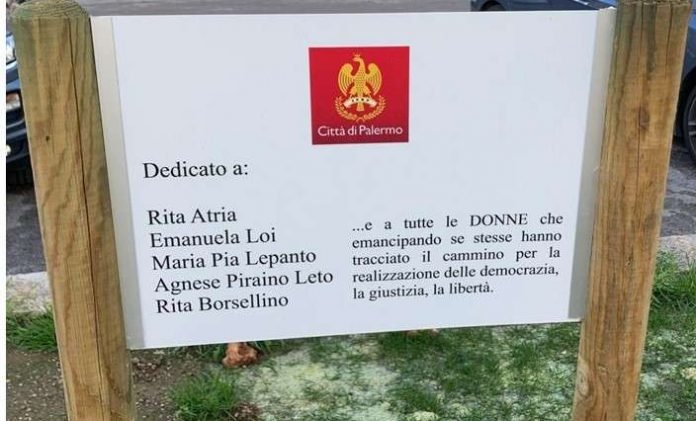 Città di Palermo
Dedicato a:
Rita Atria
Emanuela Loi
Maria Pia Lepanto
Agnese Piraino Leto
Rita Borsellino
...e a tutte le DONNE che
emancipando se stesse hanno
tracciato il cammino per la
realizzazione delle democrazia,
la giustizia, la libertà.